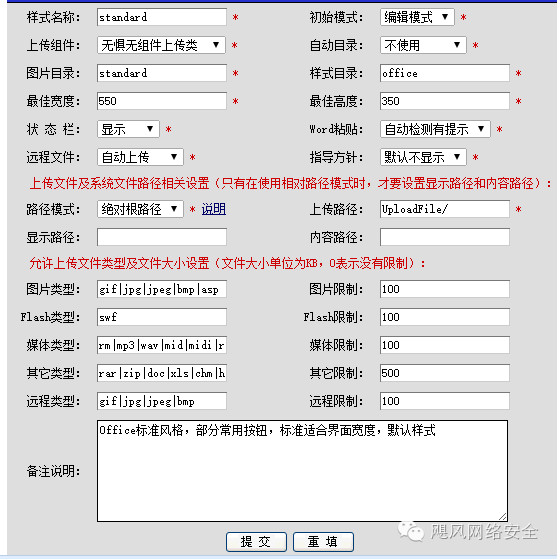 样式名称： standard * 初始模式： 编辑模式 *
上传组件： 无惧无组件上传类 * 自动目录： 不使用 *
图片目录： standard * 样式目录： office *
最佳宽度： 550 * 最佳高度： 350 *
状 态 栏： 显示 * Word粘贴： 自动检测有提示 *
远程文件： 自动上传 * 指导方针： 默认不显示 *
上传文件及系统文件路径相关设置（只有在使用相对路径模式时，才要设置显示路径和内容路径）：
路径模式： 绝对根路径 * 说明 上传路径： UploadFile/ *
显示路径： 内容路径：
允许上传文件类型及文件大小设置（文件大小单位为KB，0表示没有限制）：
图片类型： gif|jpg|jpeg|bmp|asp 图片限制： 100
Flash类型： swf Flash限制： 100
媒体类型： rm|mp3|wav|mid|midi|r 媒体限制： 100
其它类型： rar|zip|doc|xls|chm|h 其它限制： 500
远程类型： gif|jpg|jpeg|bmp 远程限制： 100
备注说明： Office标准风格，部分常用按钮，标准适合界面宽度，默认样式
飓风网络安全
提 交 重 填